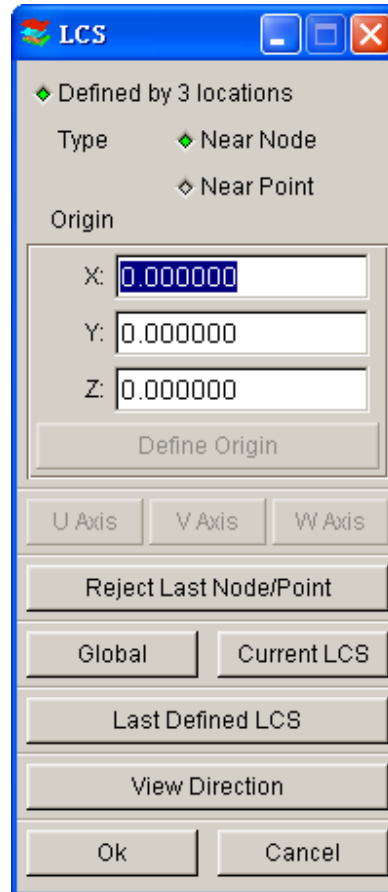 LCS
Defined by 3 locations
Type Near Node
Near Point
Origin
X: 0.000000
Y: 0.000000
Z: 0.000000
Define Origin
U Axis V Axis W Axis
Reject Last Node/Point
Global Current LCS
Last Defined LCS
View Direction
Ok Cancel